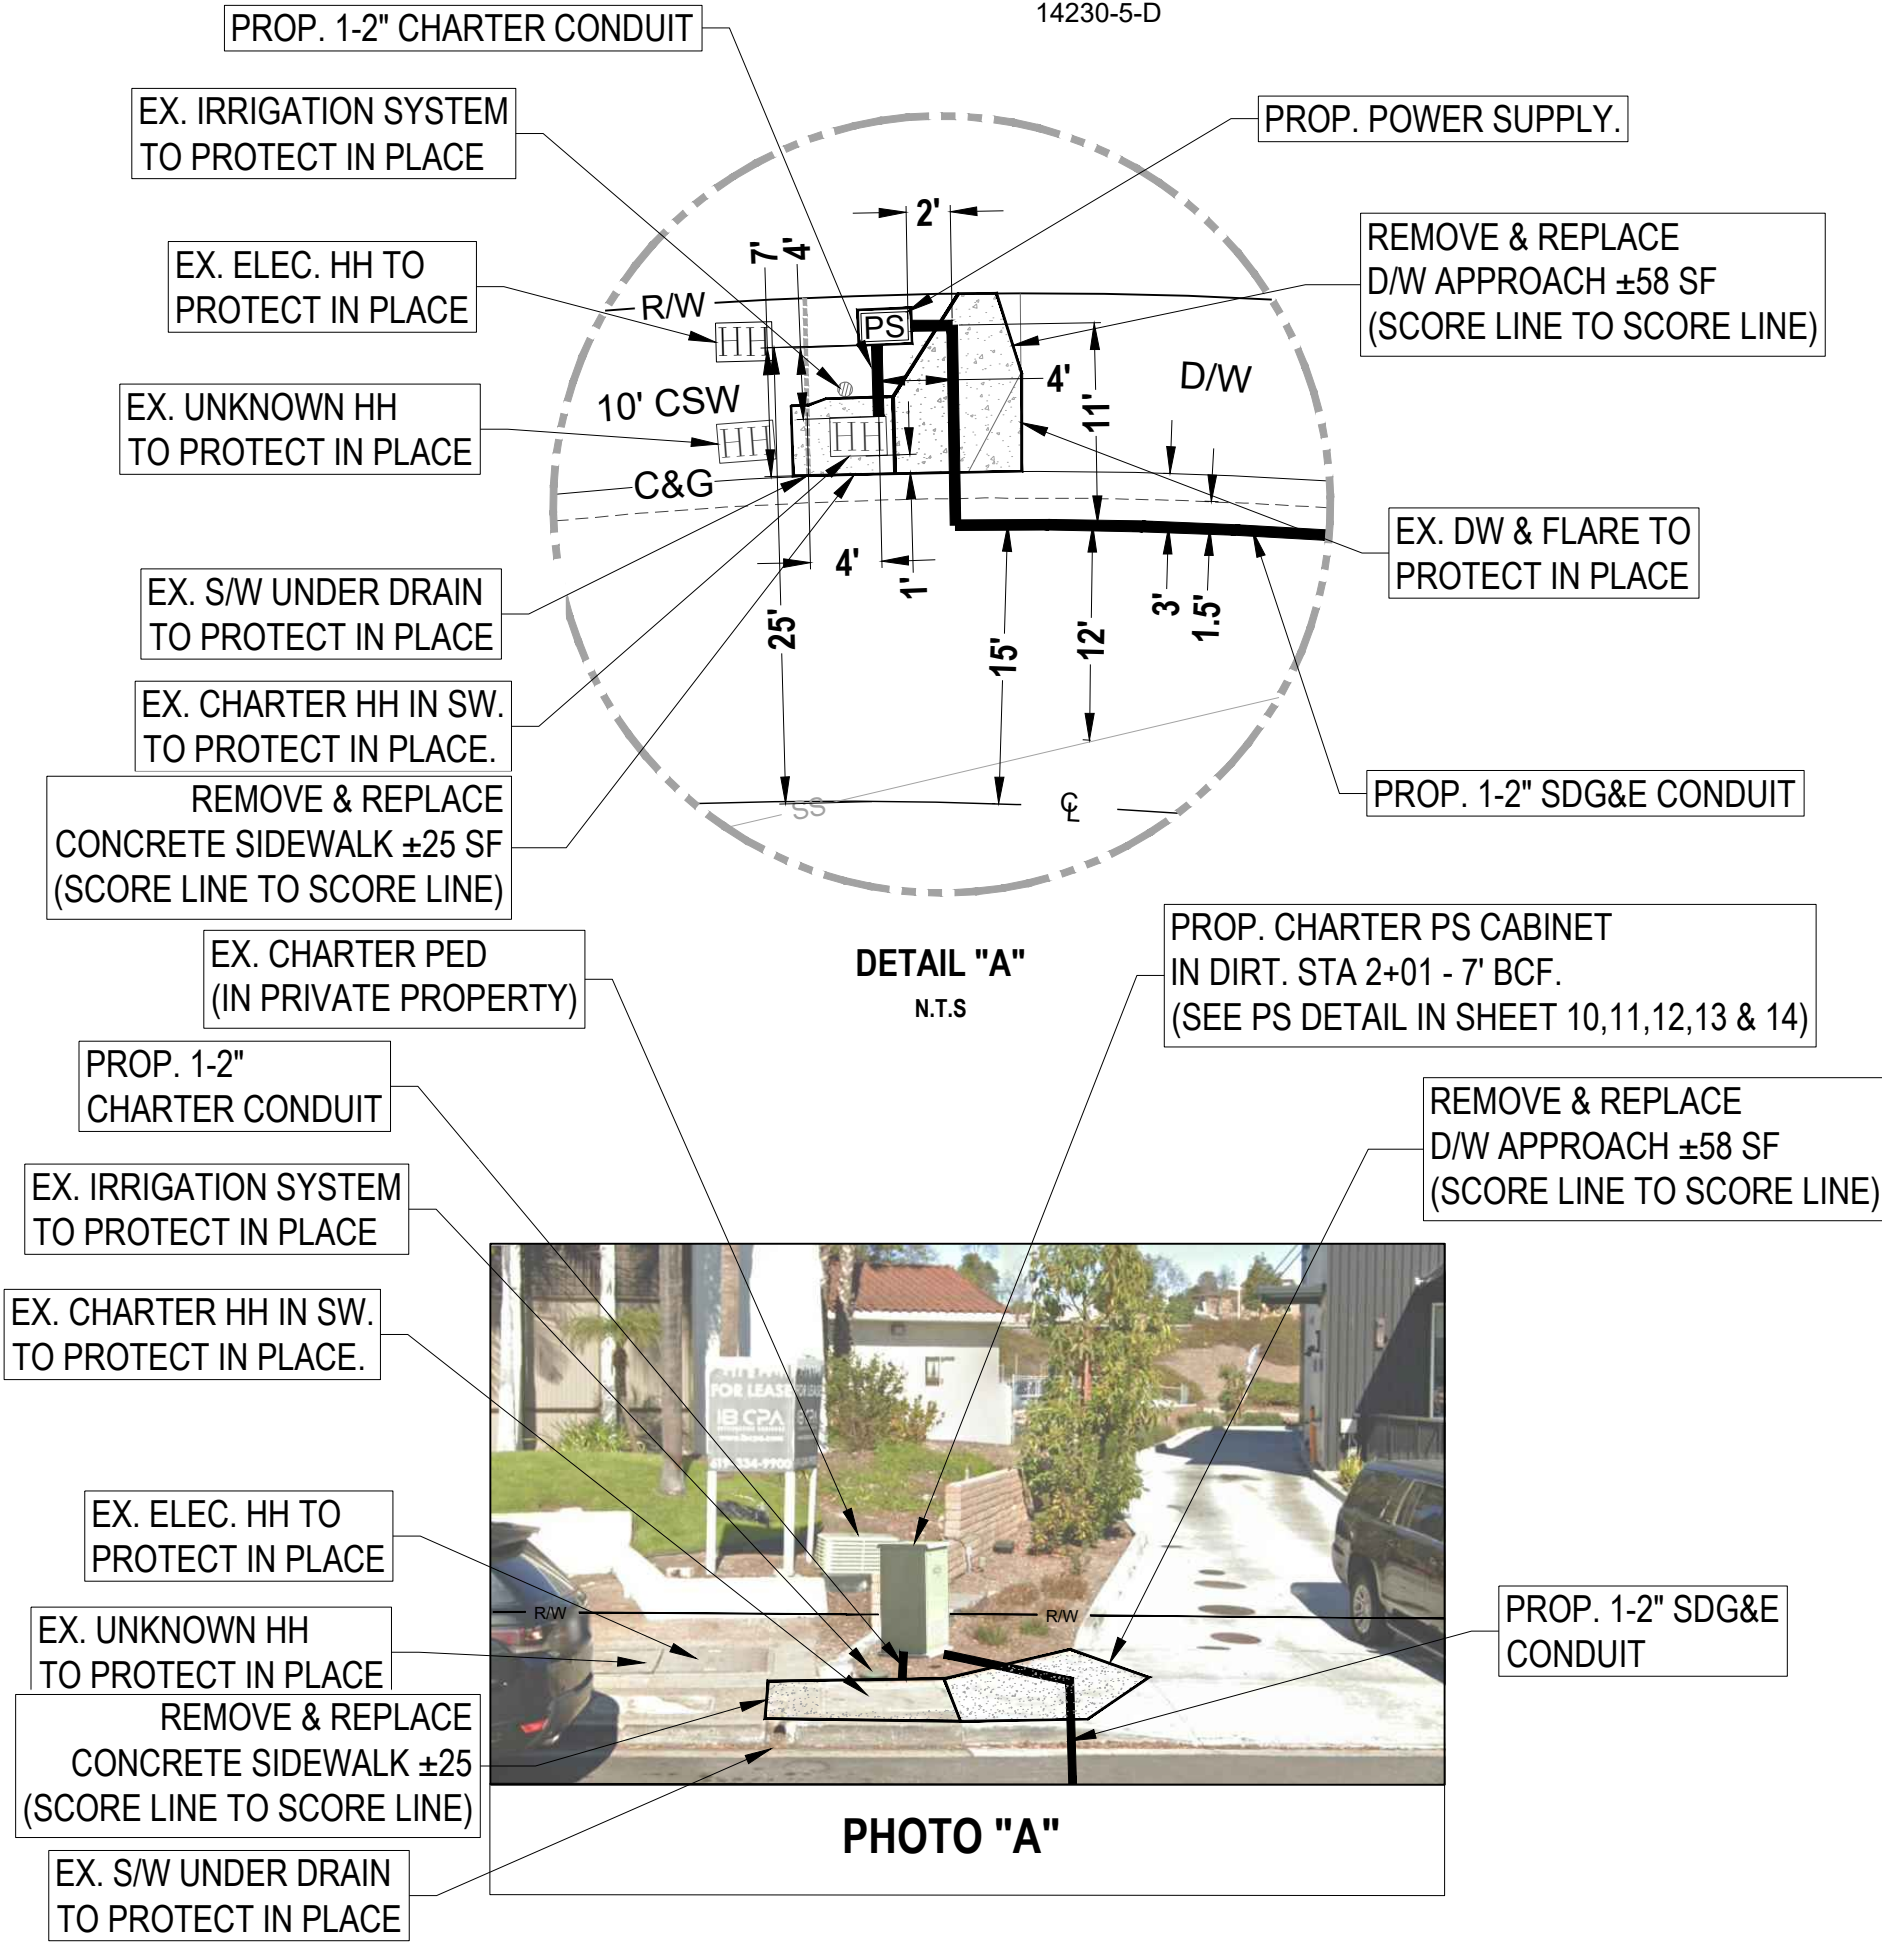 14230-5-D
PROP. 1-2" CHARTER CONDUIT
EX. IRRIGATION SYSTEM
TO PROTECT IN PLACE
PROP. POWER SUPPLY.
EX. ELEC. HH TO
PROTECT IN PLACE
REMOVE & REPLACE
D/W APPROACH ±58 SF
(SCORE LINE TO SCORE LINE)
EX. UNKNOWN HH
TO PROTECT IN PLACE
2'
7'
4'
R/W
PS
HH
10' CSW
HH
HH
C&G
4'
11'
D/W
4'
1'
25'
15'
12'
3'
1.5'
SS
℄
EX. DW & FLARE TO
PROTECT IN PLACE
EX. S/W UNDER DRAIN
TO PROTECT IN PLACE
EX. CHARTER HH IN SW.
TO PROTECT IN PLACE.
PROP. 1-2" SDG&E CONDUIT
REMOVE & REPLACE
CONCRETE SIDEWALK ±25 SF
(SCORE LINE TO SCORE LINE)
DETAIL "A"
N.T.S
EX. CHARTER PED
(IN PRIVATE PROPERTY)
PROP. CHARTER PS CABINET
IN DIRT. STA 2+01 - 7' BCF.
(SEE PS DETAIL IN SHEET 10,11,12,13 & 14)
PROP. 1-2"
CHARTER CONDUIT
REMOVE & REPLACE
D/W APPROACH ±58 SF
(SCORE LINE TO SCORE LINE)
EX. IRRIGATION SYSTEM
TO PROTECT IN PLACE
EX. CHARTER HH IN SW.
TO PROTECT IN PLACE.
FOR LEASE
EX. ELEC. HH TO
PROTECT IN PLACE
R/W
R/W
EX. UNKNOWN HH
TO PROTECT IN PLACE
PROP. 1-2" SDG&E
CONDUIT
REMOVE & REPLACE
CONCRETE SIDEWALK ±25
(SCORE LINE TO SCORE LINE)
EX. S/W UNDER DRAIN
TO PROTECT IN PLACE
PHOTO "A"